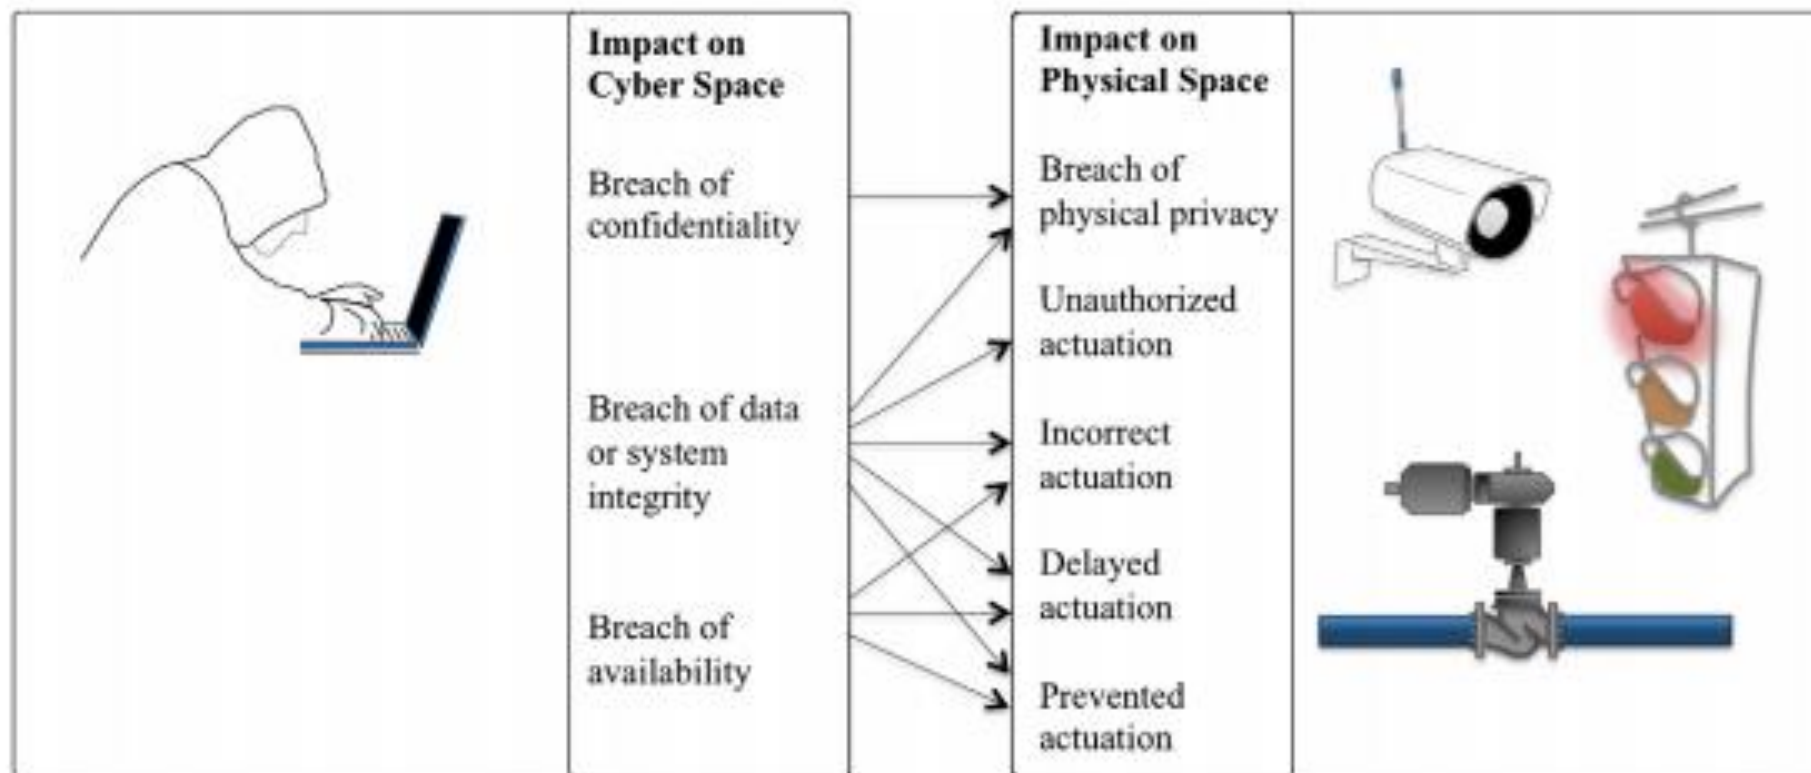 Impact on
Cyber Space
Breach of
confidentiality
Breach of data
or system
integrity
Breach of
availability
Impact on
Physical Space
Breach of
physical privacy
Unauthorized
actuation
Incorrect
actuation
Delayed
actuation
Prevented
actuation